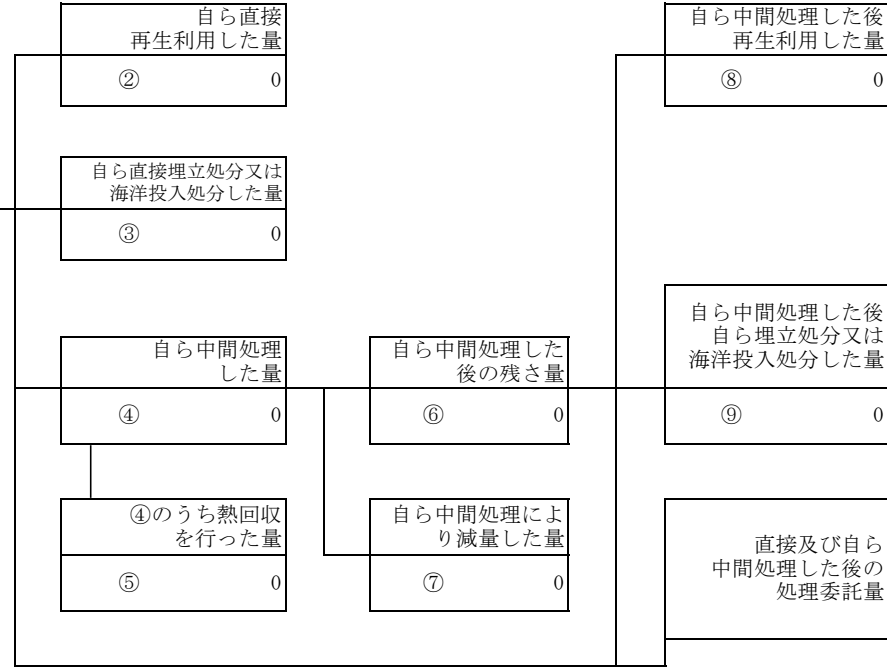 自ら直接
再生利用した量
② 0
自ら中間処理した後
再生利用した量
⑧ 0
自ら直接埋立処分又は
海洋投入処分した量
③ 0
自ら中間処理した後
自ら埋立処分又は
海洋投入処分した量
⑨ 0
自ら中間処理
した量
④ 0
自ら中間処理した
後の残さ量
⑥ 0
④のうち熱回収
を行った量
⑤ 0
自ら中間処理によ
り減量した量
⑦ 0
直接及び自ら
中間処理した後の
処理委託量